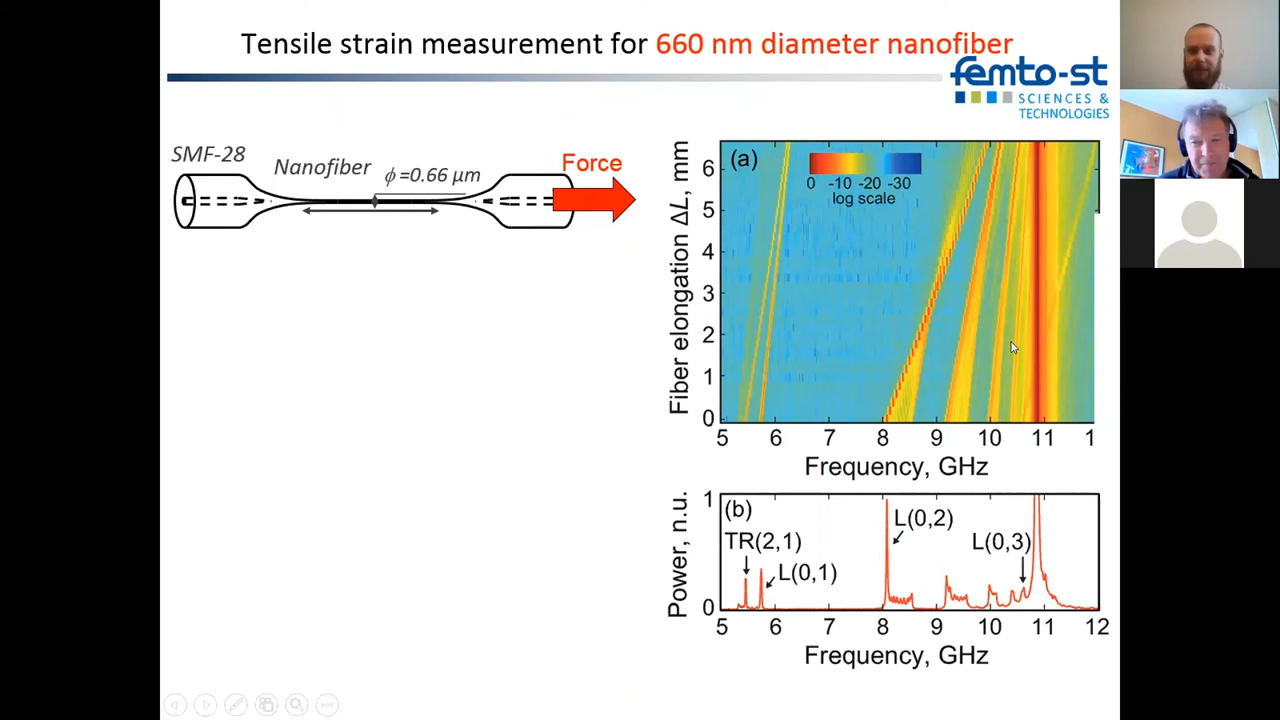 Tensile strain measurement for 660 nm diameter nanofiber
femto-st
SCIENCES &
TECHNOLOGIES
SMF-28
Nanofiber
ϕ =0.66 µm
Force
(a)
0 -10 -20 -30
log scale
Fiber elongation ΔL, mm
6
5
4
3
2
1
0
5 6 7 8 9 10 11 1
Frequency, GHz
(b)
Power, n.u.
1
0
TR(2,1)
L(0,1)
L(0,2)
L(0,3)
5 6 7 8 9 10 11 12
Frequency, GHz